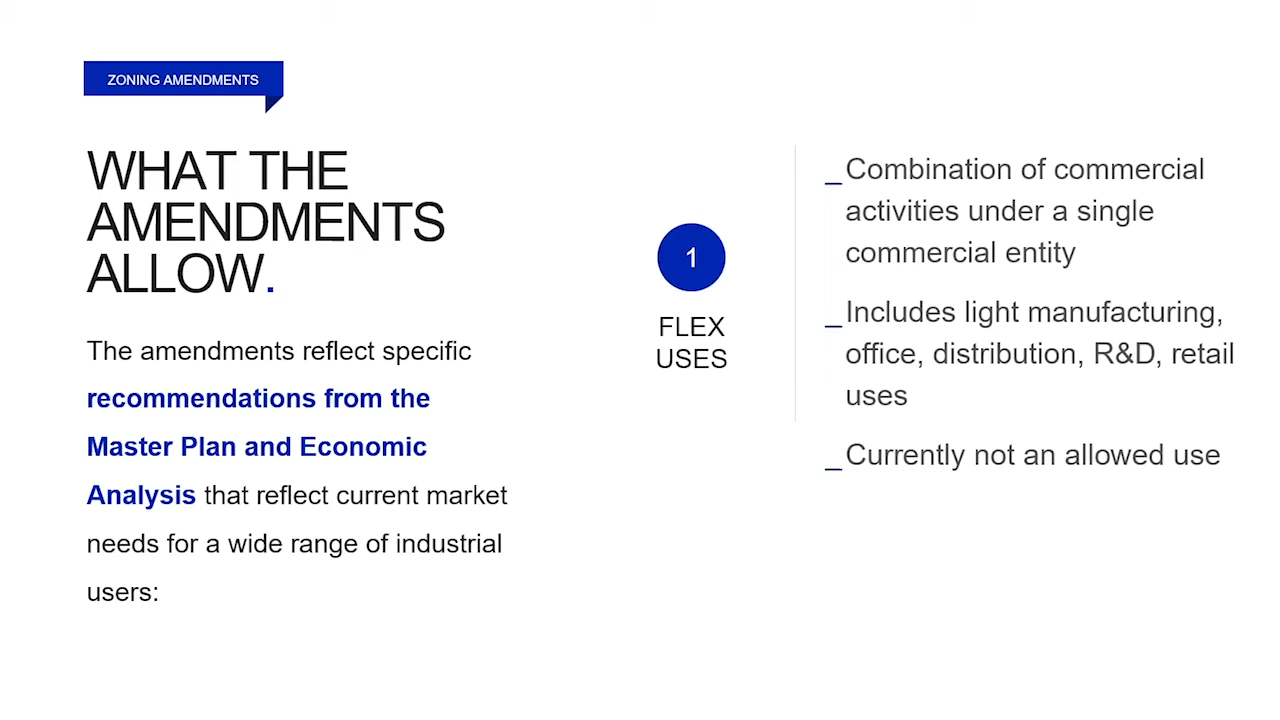 ZONING AMENDMENTS
WHAT THE
AMENDMENTS
ALLOW.
The amendments reflect specific
recommendations from the
Master Plan and Economic
Analysis that reflect current market
needs for a wide range of industrial
users:
1
FLEX
USES
_Combination of commercial
activities under a single
commercial entity
_Includes light manufacturing,
office, distribution, R&D, retail
uses
_Currently not an allowed use